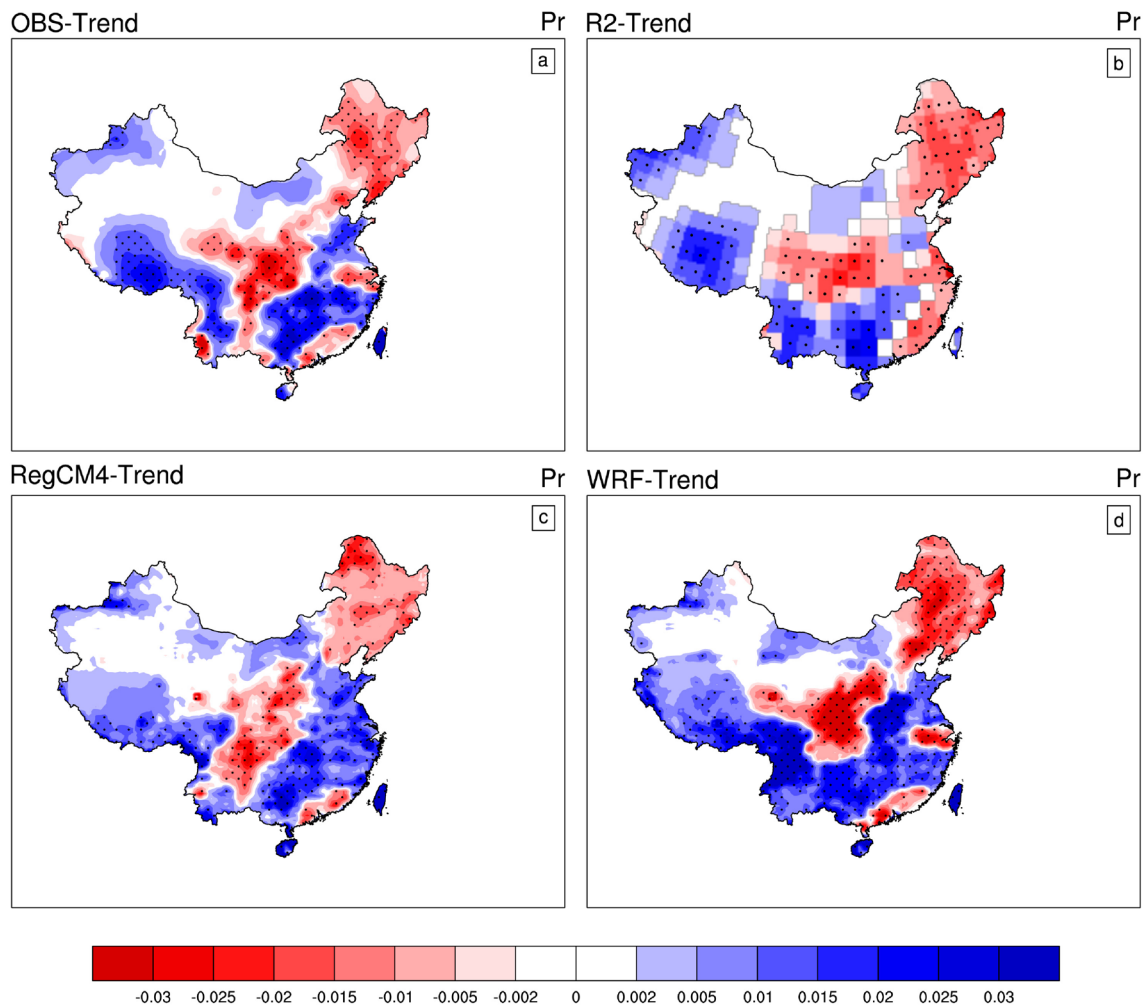 OBS-Trend Pr
R2-Trend Pr
a
b
RegCM4-Trend Pr
WRF-Trend Pr
c
d
-0.03 -0.025 -0.02 -0.015 -0.01 -0.005 -0.002 0 0.002 0.005 0.01 0.015 0.02 0.025 0.03